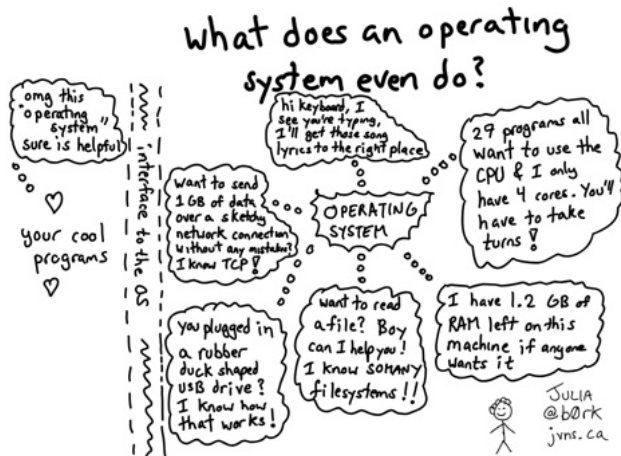 what does an operating
system even do?
omg this
"operating
system"
sure is helpful
your cool
programs
interface to the OS
hi keyboard, I
see you're typing,
I'll get those song
lyrics to the right place
29 programs all
want to use the
CPU & I only
have 4 cores. You'll
have to take
turns!
want to send
1 GB of data
over a sketchy
network connection
without any mistakes?
I know TCP!
OPERATING
SYSTEM
you plugged in
a rubber
duck shaped
USB drive?
I know how
that works!
want to read
a file? Boy
can I help you!
I know SOMANY
filesystems!!
I have 1.2 GB of
RAM left on this
machine if anyone
wants it
JULIA
@b0rk
jvns.ca